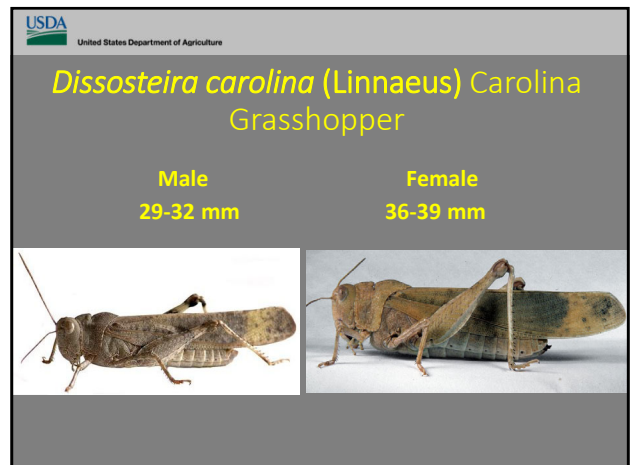 USDA
United States Department of Agriculture
Dissosteira carolina (Linnaeus) Carolina
Grasshopper
Male
Female
29-32 mm
36-39 mm